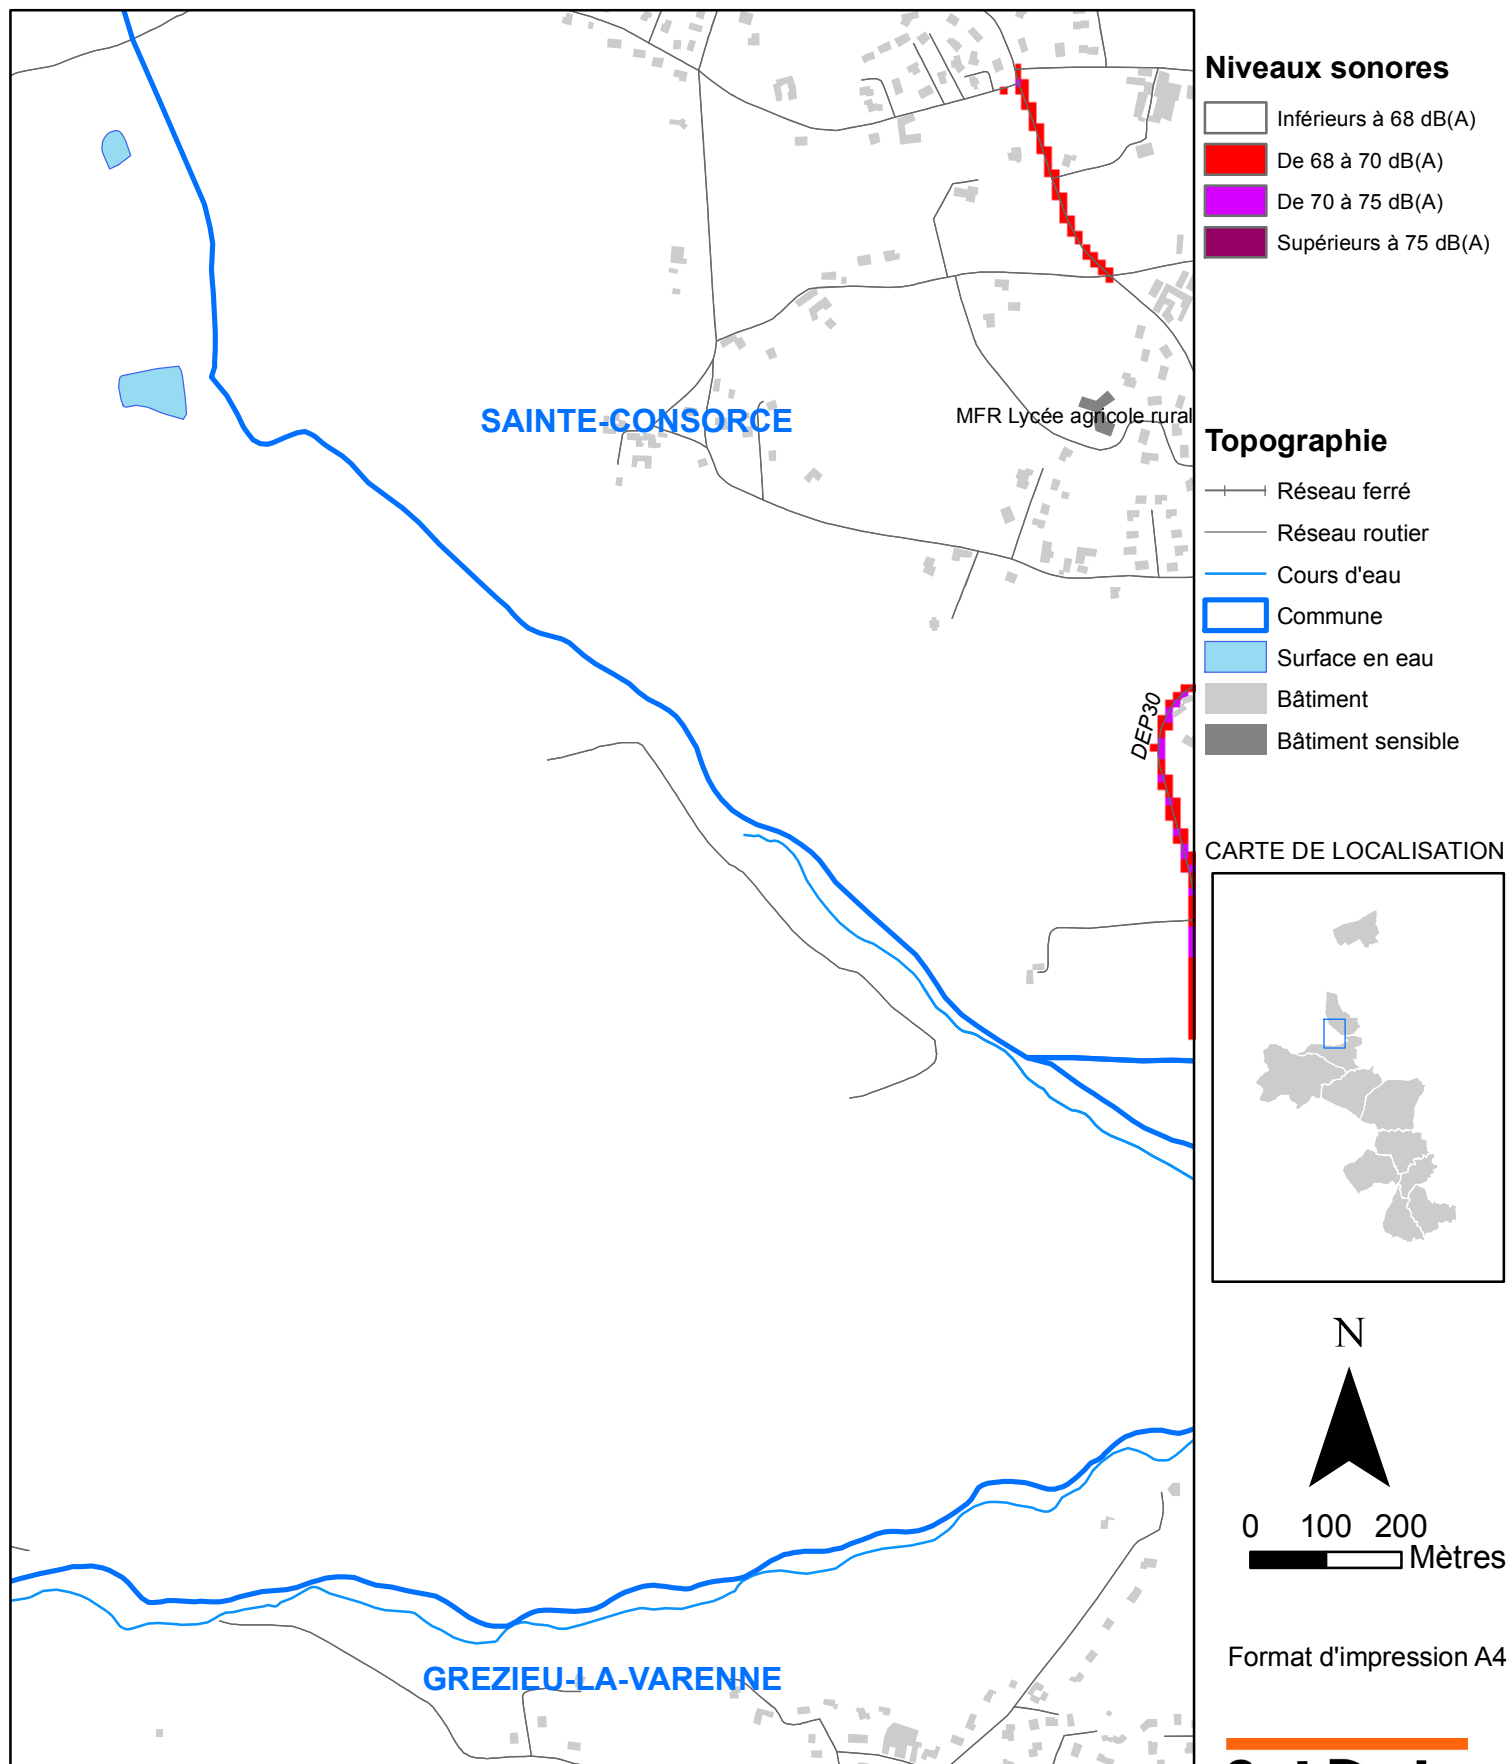 SAINTE-CONSORCE
MFR Lycée agricole rural
DEP30
GREZIEU-LA-VARENNE
Niveaux sonores
Inférieurs à 68 dB(A)
De 68 à 70 dB(A)
De 70 à 75 dB(A)
Supérieurs à 75 dB(A)
Topographie
Réseau ferré
Réseau routier
Cours d'eau
Commune
Surface en eau
Bâtiment
Bâtiment sensible
CARTE DE LOCALISATION
N
0 100 200
Mètres
Format d'impression A4